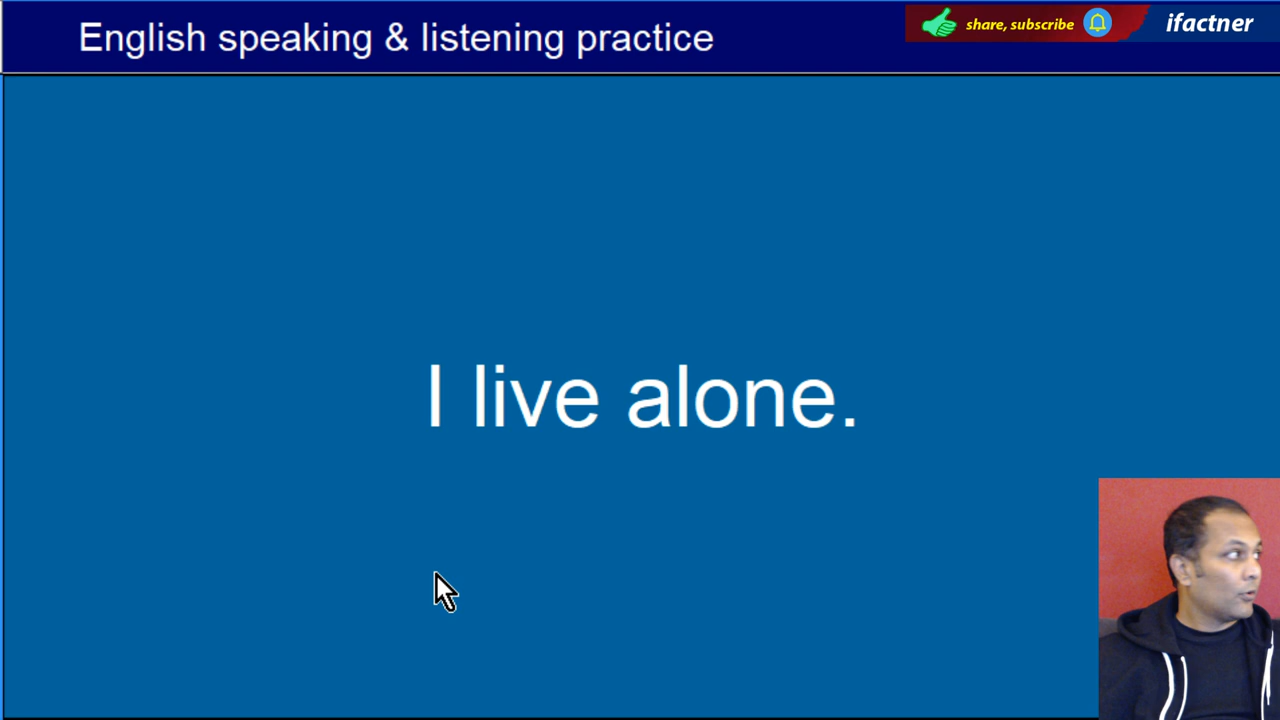 English speaking & listening practice
share, subscribe
ifactner
I live alone.